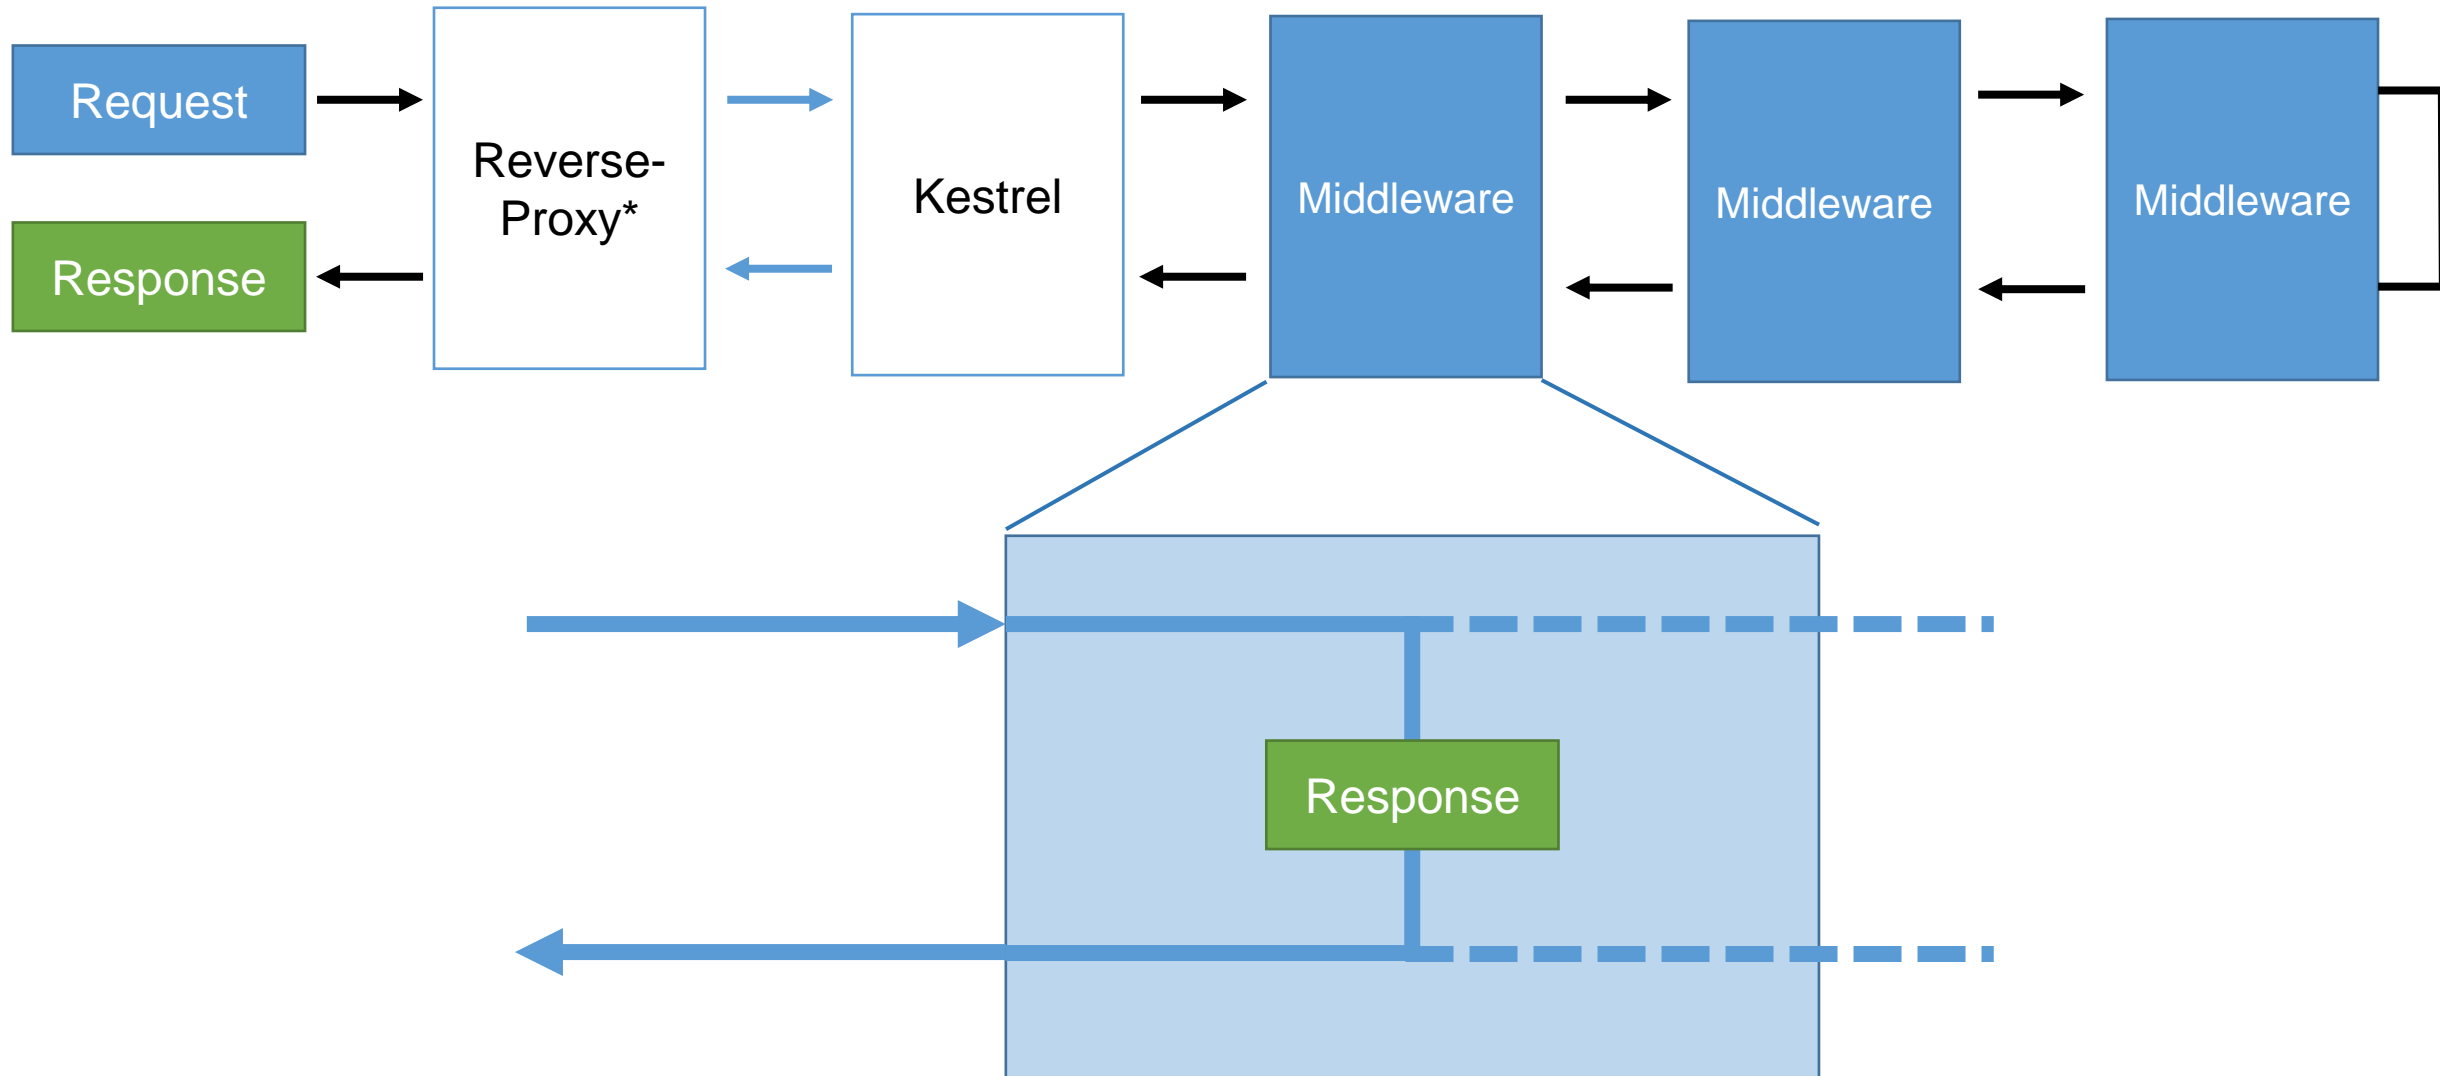 Request
Reverse-
Proxy*
Kestrel
Middleware
Middleware
Middleware
Response
Response